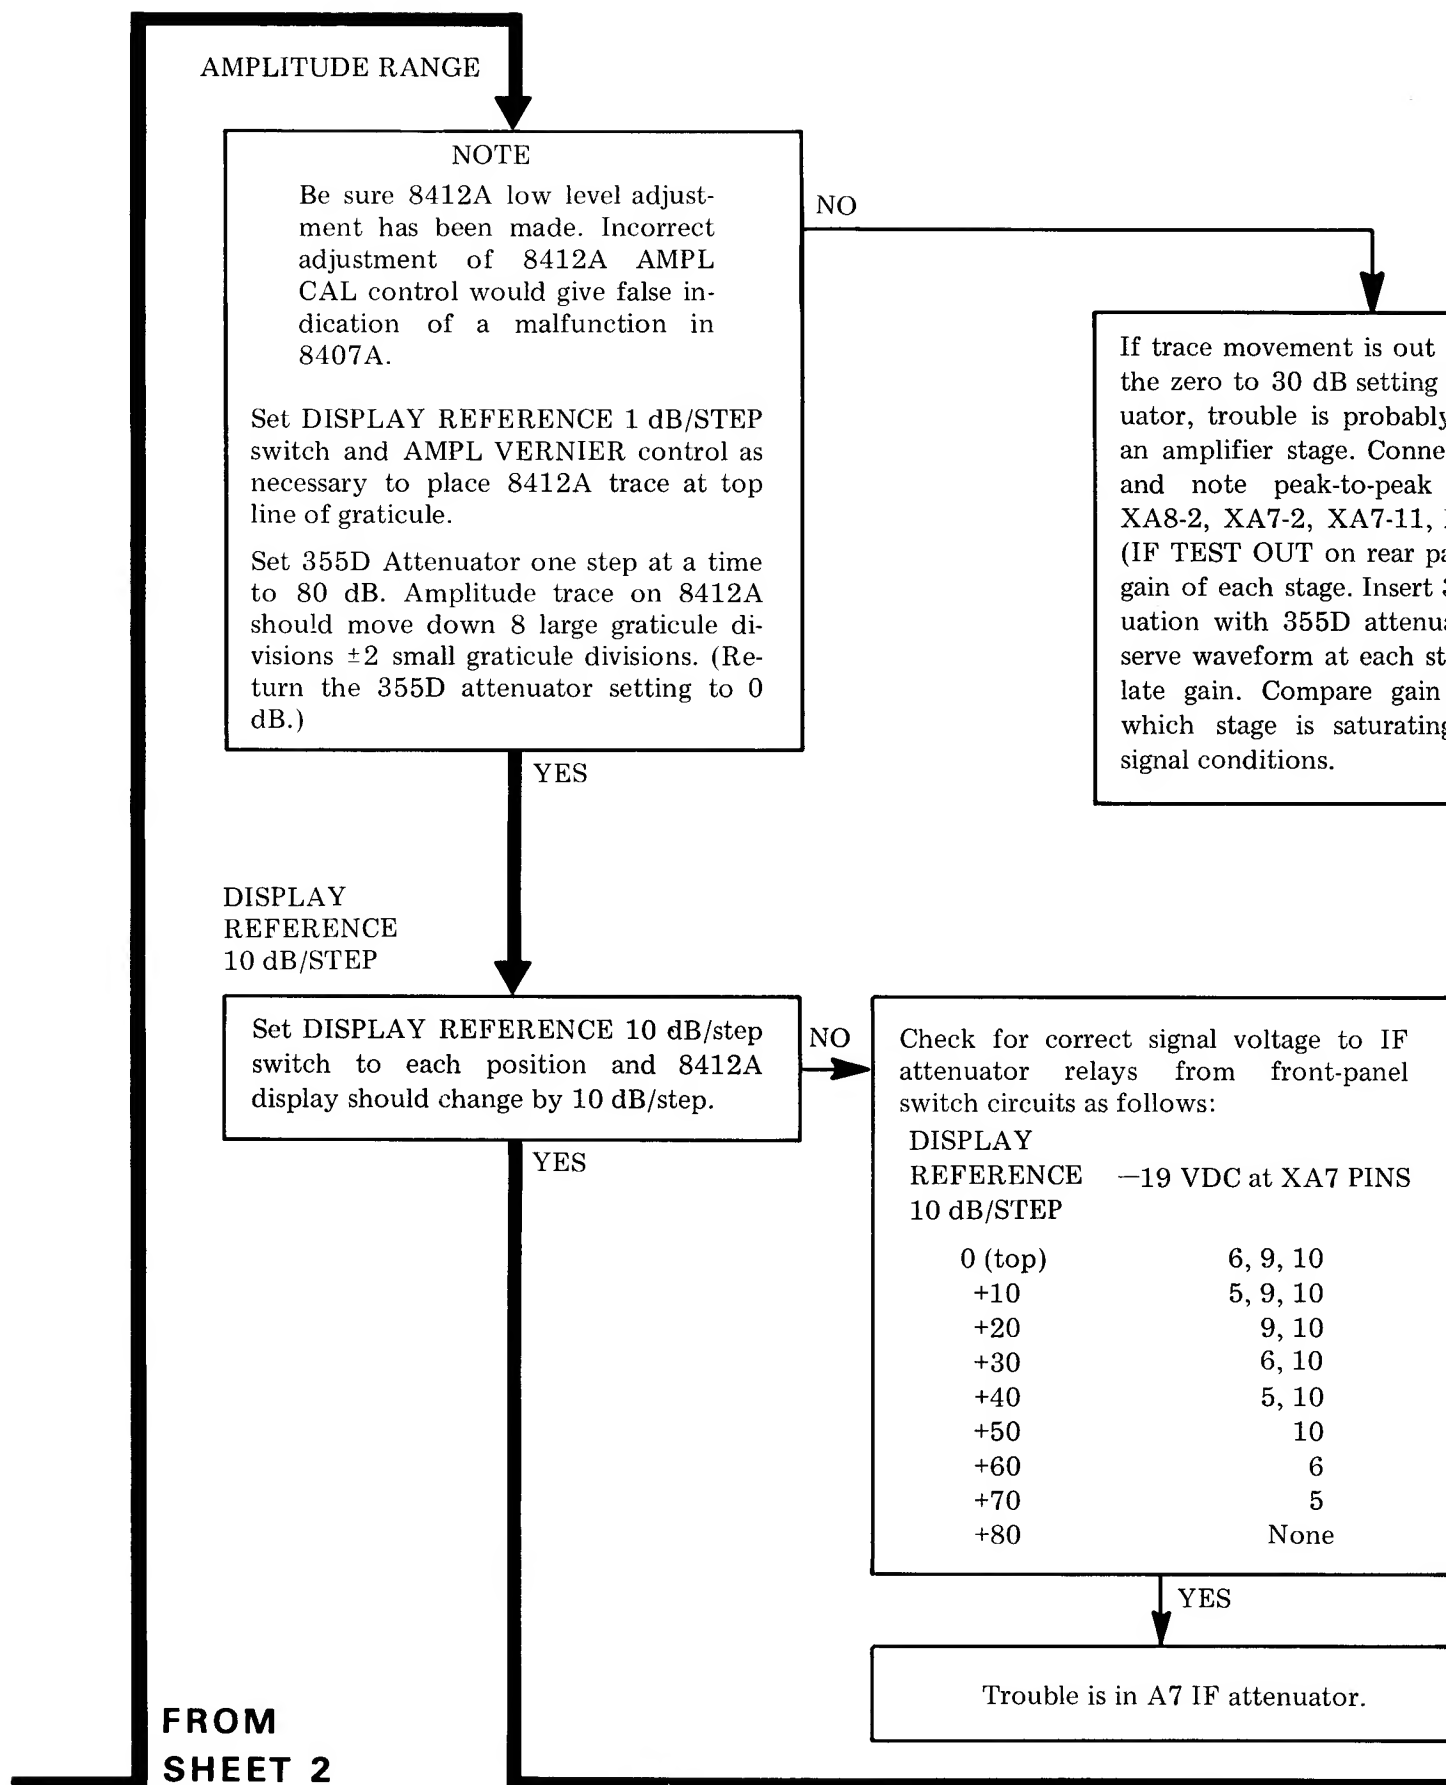 AMPLITUDE RANGE
NOTE
Be sure 8412A low level adjust-
ment has been made. Incorrect
adjustment of 8412A AMPL
CAL control would give false in-
dication of a malfunction in
8407A.
Set DISPLAY REFERENCE 1 dB/STEP
switch and AMPL VERNIER control as
necessary to place 8412A trace at top
line of graticule.
Set 355D Attenuator one step at a time
to 80 dB. Amplitude trace on 8412A
should move down 8 large graticule di-
visions ±2 small graticule divisions. (Re-
turn the 355D attenuator setting to 0
dB.)
NO
If trace movement is out
the zero to 30 dB setting
uator, trouble is probably
an amplifier stage. Conne
and note peak-to-peak
XA8-2, XA7-2, XA7-11,
(IF TEST OUT on rear pa
gain of each stage. Insert
uation with 355D attenua
serve waveform at each st
late gain. Compare gain
which stage is saturating
signal conditions.
YES
DISPLAY
REFERENCE
10 dB/STEP
Set DISPLAY REFERENCE 10 dB/step
switch to each position and 8412A
display should change by 10 dB/step.
NO
Check for correct signal voltage to IF
attenuator relays from front-panel
switch circuits as follows:
DISPLAY
REFERENCE −19 VDC at XA7 PINS
10 dB/STEP
0 (top) 6, 9, 10
+10 5, 9, 10
+20 9, 10
+30 6, 10
+40 5, 10
+50 10
+60 6
+70 5
+80 None
YES
YES
Trouble is in A7 IF attenuator.
FROM
SHEET 2